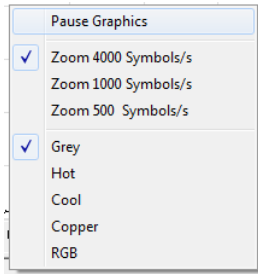 Pause Graphics
Zoom 4000 Symbols/s
Zoom 1000 Symbols/s
Zoom 500  Symbols/s
Grey
Hot
Cool
Copper
RGB